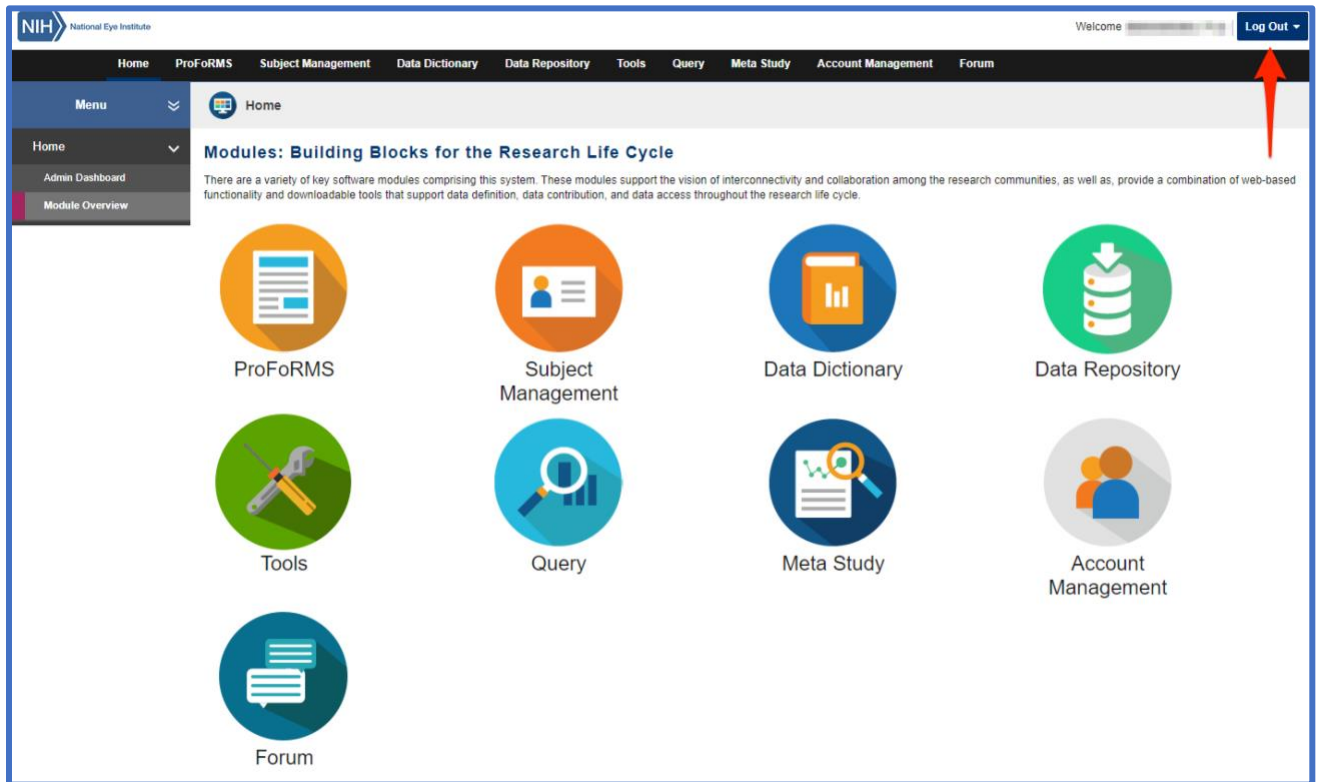 NIH National Eye Institute
Welcome
Log Out
Home ProFoRMS Subject Management Data Dictionary Data Repository Tools Query Meta Study Account Management Forum
Menu
Home
Home
Admin Dashboard
Module Overview
Modules: Building Blocks for the Research Life Cycle
There are a variety of key software modules comprising this system. These modules support the vision of interconnectivity and collaboration among the research communities, as well as, provide a combination of web-based
functionality and downloadable tools that support data definition, data contribution, and data access throughout the research life cycle.
ProFoRMS
Subject
Management
Data Dictionary
Data Repository
Tools
Query
Meta Study
Account
Management
Forum